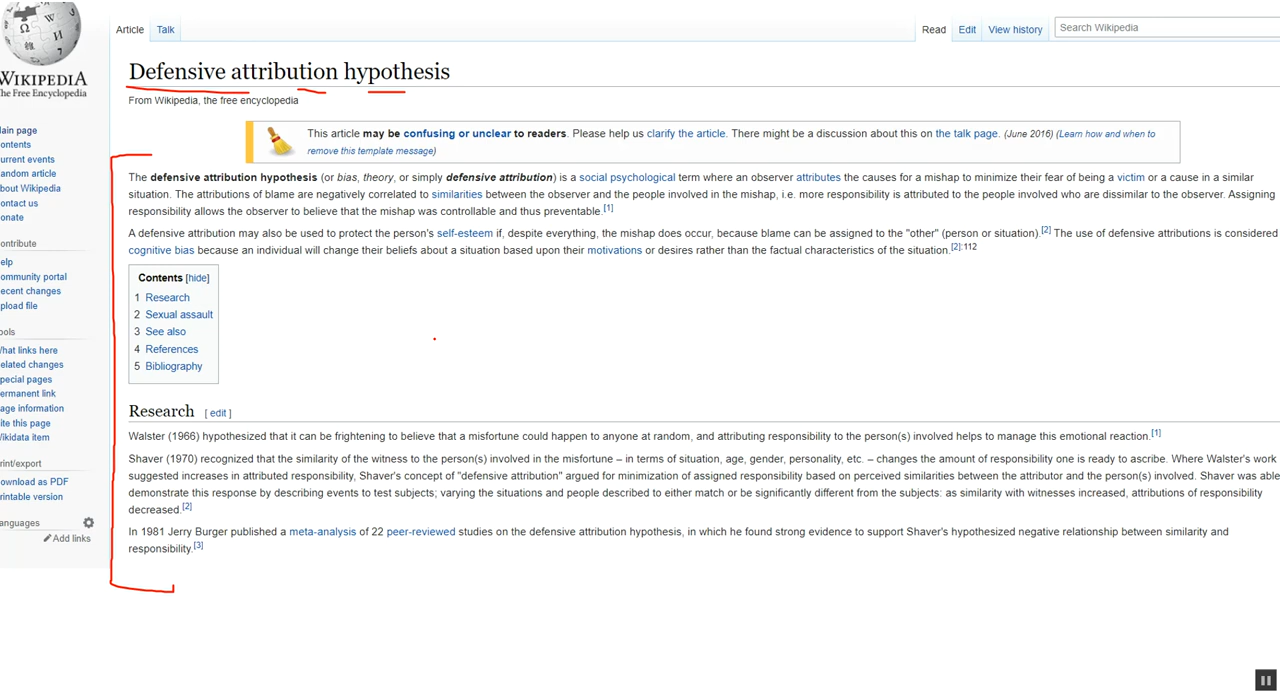 Article Talk Read Edit View history Search Wikipedia
WIKIPEDIA
The Free Encyclopedia
Defensive attribution hypothesis
From Wikipedia, the free encyclopedia
This article may be confusing or unclear to readers. Please help us clarify the article. There might be a discussion about this on the talk page. (June 2016) (Learn how and when to
remove this template message)
The defensive attribution hypothesis (or bias, theory, or simply defensive attribution) is a social psychological term where an observer attributes the causes for a mishap to minimize their fear of being a victim or a cause in a similar
situation. The attributions of blame are negatively correlated to similarities between the observer and the people involved in the mishap, i.e. more responsibility is attributed to the people involved who are dissimilar to the observer. Assigning
responsibility allows the observer to believe that the mishap was controllable and thus preventable.[1]
A defensive attribution may also be used to protect the person's self-esteem if, despite everything, the mishap does occur, because blame can be assigned to the "other" (person or situation).[2] The use of defensive attributions is considered
cognitive bias because an individual will change their beliefs about a situation based upon their motivations or desires rather than the factual characteristics of the situation.[2]:112
Contents [hide]
1 Research
2 Sexual assault
3 See also
4 References
5 Bibliography
Research [ edit ]
Walster (1966) hypothesized that it can be frightening to believe that a misfortune could happen to anyone at random, and attributing responsibility to the person(s) involved helps to manage this emotional reaction.[1]
Shaver (1970) recognized that the similarity of the witness to the person(s) involved in the misfortune – in terms of situation, age, gender, personality, etc. – changes the amount of responsibility one is ready to ascribe. Where Walster's work
suggested increases in attributed responsibility, Shaver's concept of "defensive attribution" argued for minimization of assigned responsibility based on perceived similarities between the attributor and the person(s) involved. Shaver was able
demonstrate this response by describing events to test subjects; varying the situations and people described to either match or be significantly different from the subjects: as similarity with witnesses increased, attributions of responsibility
decreased.[2]
In 1981 Jerry Burger published a meta-analysis of 22 peer-reviewed studies on the defensive attribution hypothesis, in which he found strong evidence to support Shaver's hypothesized negative relationship between similarity and
responsibility.[3]
Main page
ontents
urrent events
andom article
bout Wikipedia
ontact us
onate
ontribute
elp
ommunity portal
ecent changes
pload file
ools
What links here
elated changes
pecial pages
ermanent link
age information
ite this page
Wikidata item
rint/export
ownload as PDF
rintable version
anguages
Add links